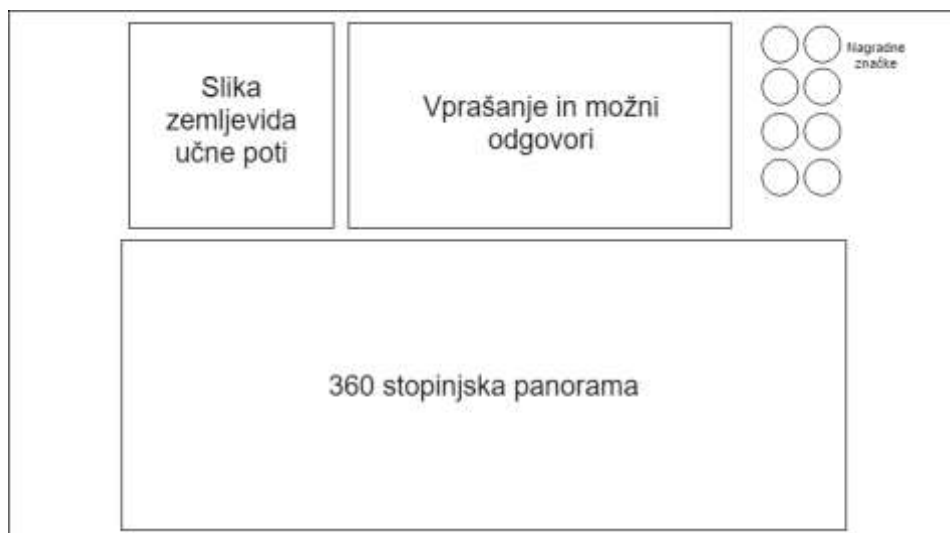 Slika
zemljevida
učne poti
Vprašanje in možni
odgovori
Nagradne
značke
360 stopinjska panorama